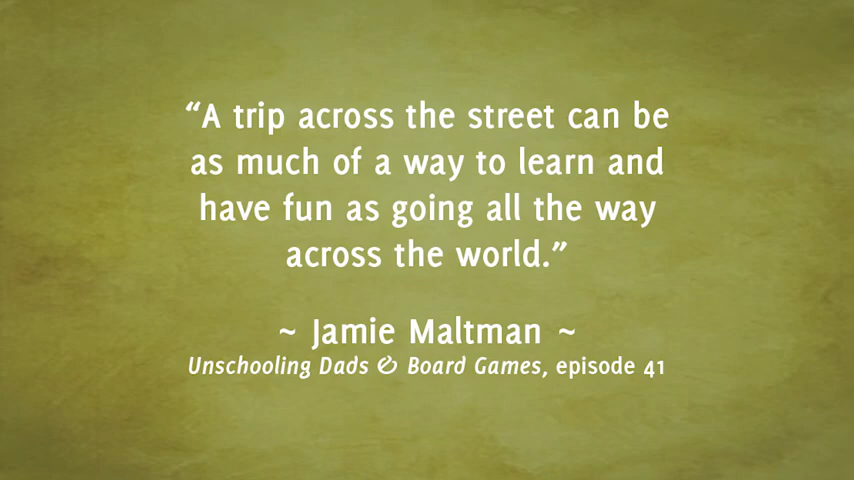 “A trip across the street can be
as much of a way to learn and
have fun as going all the way
across the world.”
~ Jamie Maltman ~
Unschooling Dads & Board Games, episode 41